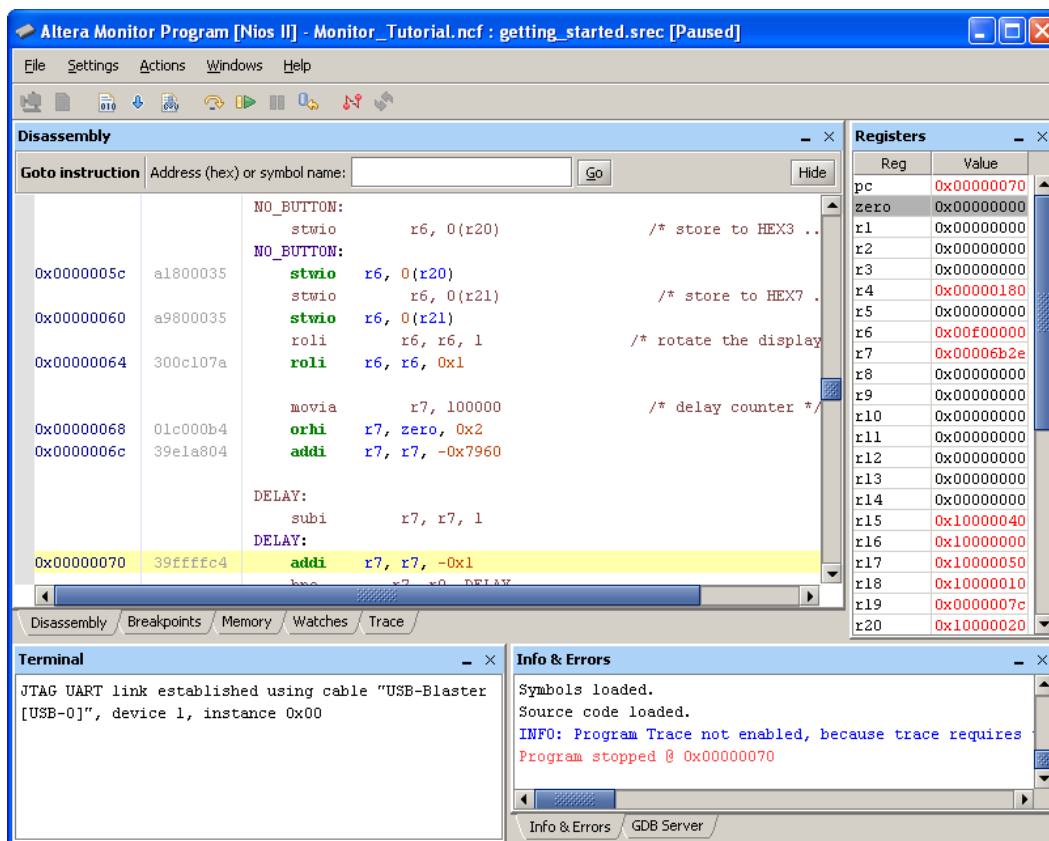 Altera Monitor Program [Nios II] - Monitor_Tutorial.ncf : getting_started.srec [Paused]
File Settings Actions Windows Help
Disassembly
Goto instruction Address (hex) or symbol name: Go Hide
NO_BUTTON:
stwio r6, 0(r20) /* store to HEX3 ..
NO_BUTTON:
0x0000005c a1800035 stwio r6, 0(r20)
stwio r6, 0(r21) /* store to HEX7 .
0x00000060 a9800035 stwio r6, 0(r21)
roli r6, r6, 1 /* rotate the display
0x00000064 300c107a roli r6, r6, 0x1
movia r7, 100000 /* delay counter */
0x00000068 01c000b4 orhi r7, zero, 0x2
0x0000006c 39e1a804 addi r7, r7, -0x7960
DELAY:
subi r7, r7, 1
DELAY:
0x00000070 39ffffc4 addi r7, r7, -0x1
bne r7, r0, DELAY
Disassembly Breakpoints Memory Watches Trace
Registers
Reg Value
pc 0x00000070
zero 0x00000000
r1 0x00000000
r2 0x00000000
r3 0x00000000
r4 0x00000180
r5 0x00000000
r6 0x00f00000
r7 0x00006b2e
r8 0x00000000
r9 0x00000000
r10 0x00000000
r11 0x00000000
r12 0x00000000
r13 0x00000000
r14 0x00000000
r15 0x10000040
r16 0x10000000
r17 0x10000050
r18 0x10000010
r19 0x0000007c
r20 0x10000020
Terminal
JTAG UART link established using cable "USB-Blaster
[USB-0]", device 1, instance 0x00
Info & Errors
Symbols loaded.
Source code loaded.
INFO: Program Trace not enabled, because trace requires
Program stopped @ 0x00000070
Info & Errors GDB Server